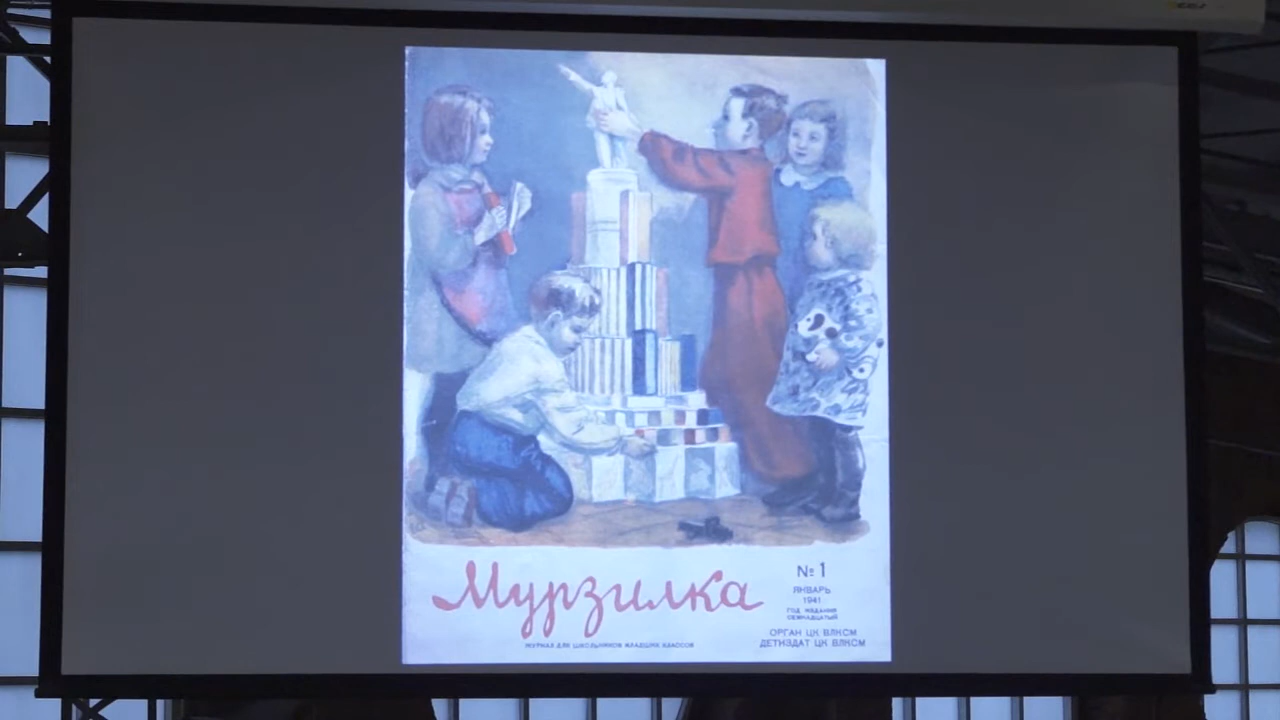 Мурзилка
ЖУРНАЛ ДЛЯ ШКОЛЬНИКОВ МЛАДШИХ КЛАССОВ
№ 1
ЯНВАРЬ
1941
ГОД ИЗДАНИЯ
СЕМНАДЦАТЫЙ
ОРГАН ЦК ВЛКСМ
ДЕТИЗДАТ ЦК ВЛКСМ